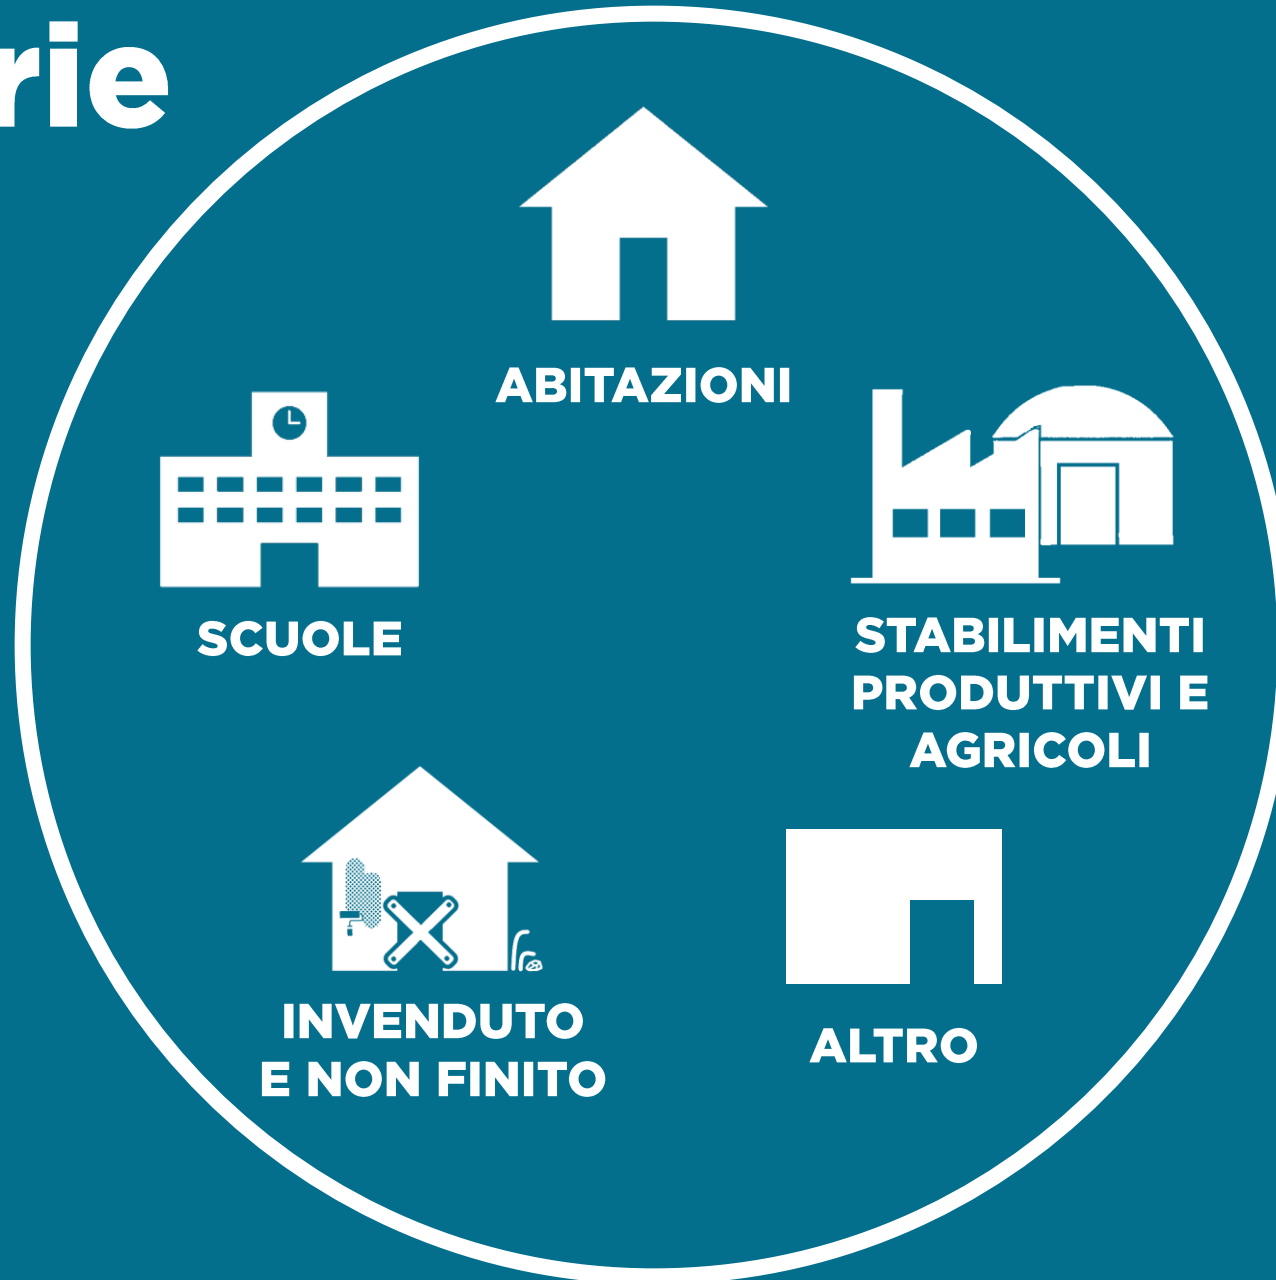 rie
ABITAZIONI
SCUOLE
STABILIMENTI
PRODUTTIVI E
AGRICOLI
INVENDUTO
E NON FINITO
ALTRO